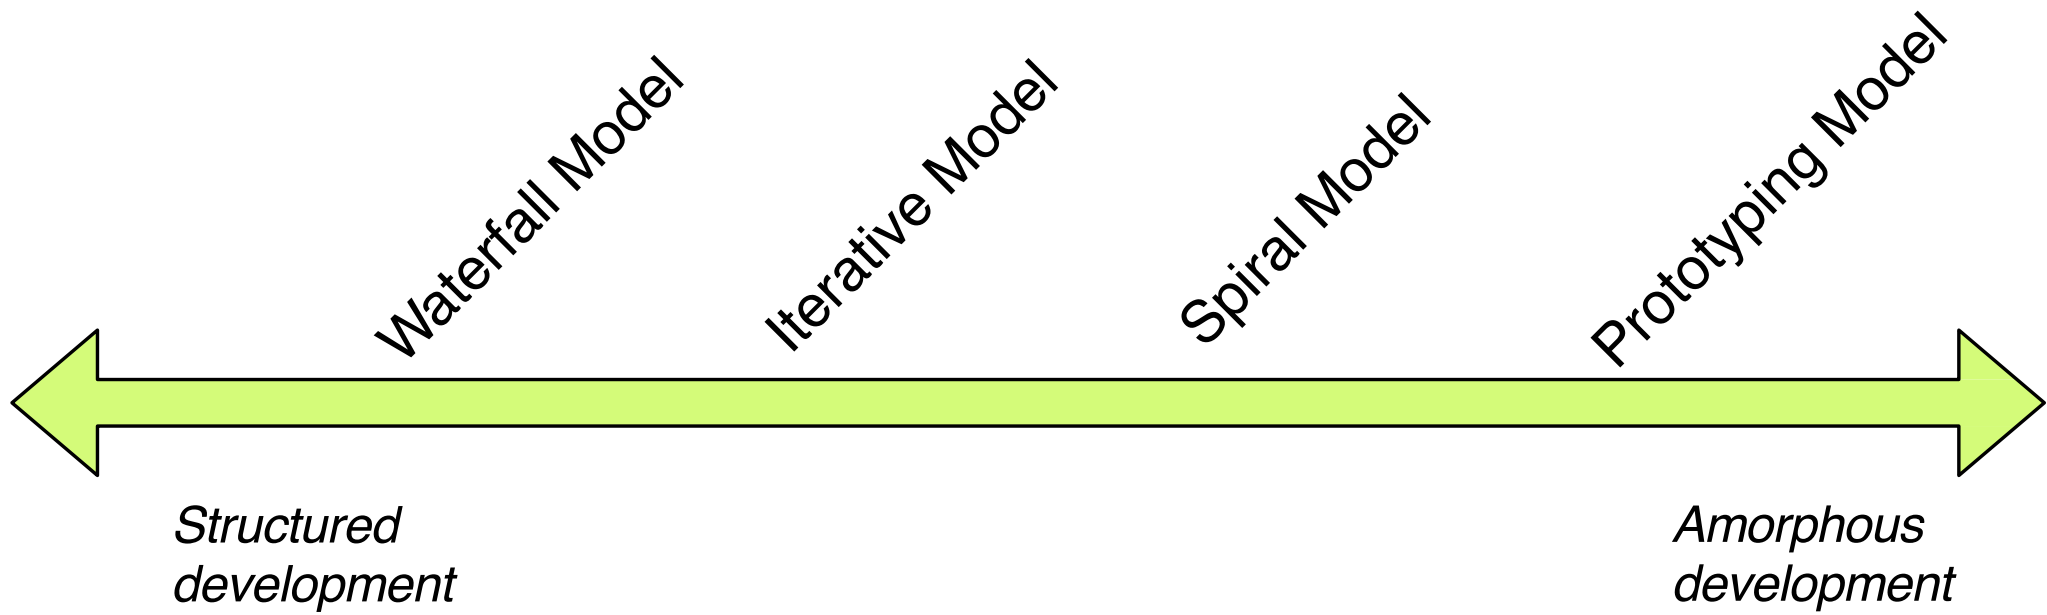 Waterfall Model
Iterative Model
Spiral Model
Prototyping Model
Structured
development
Amorphous
development